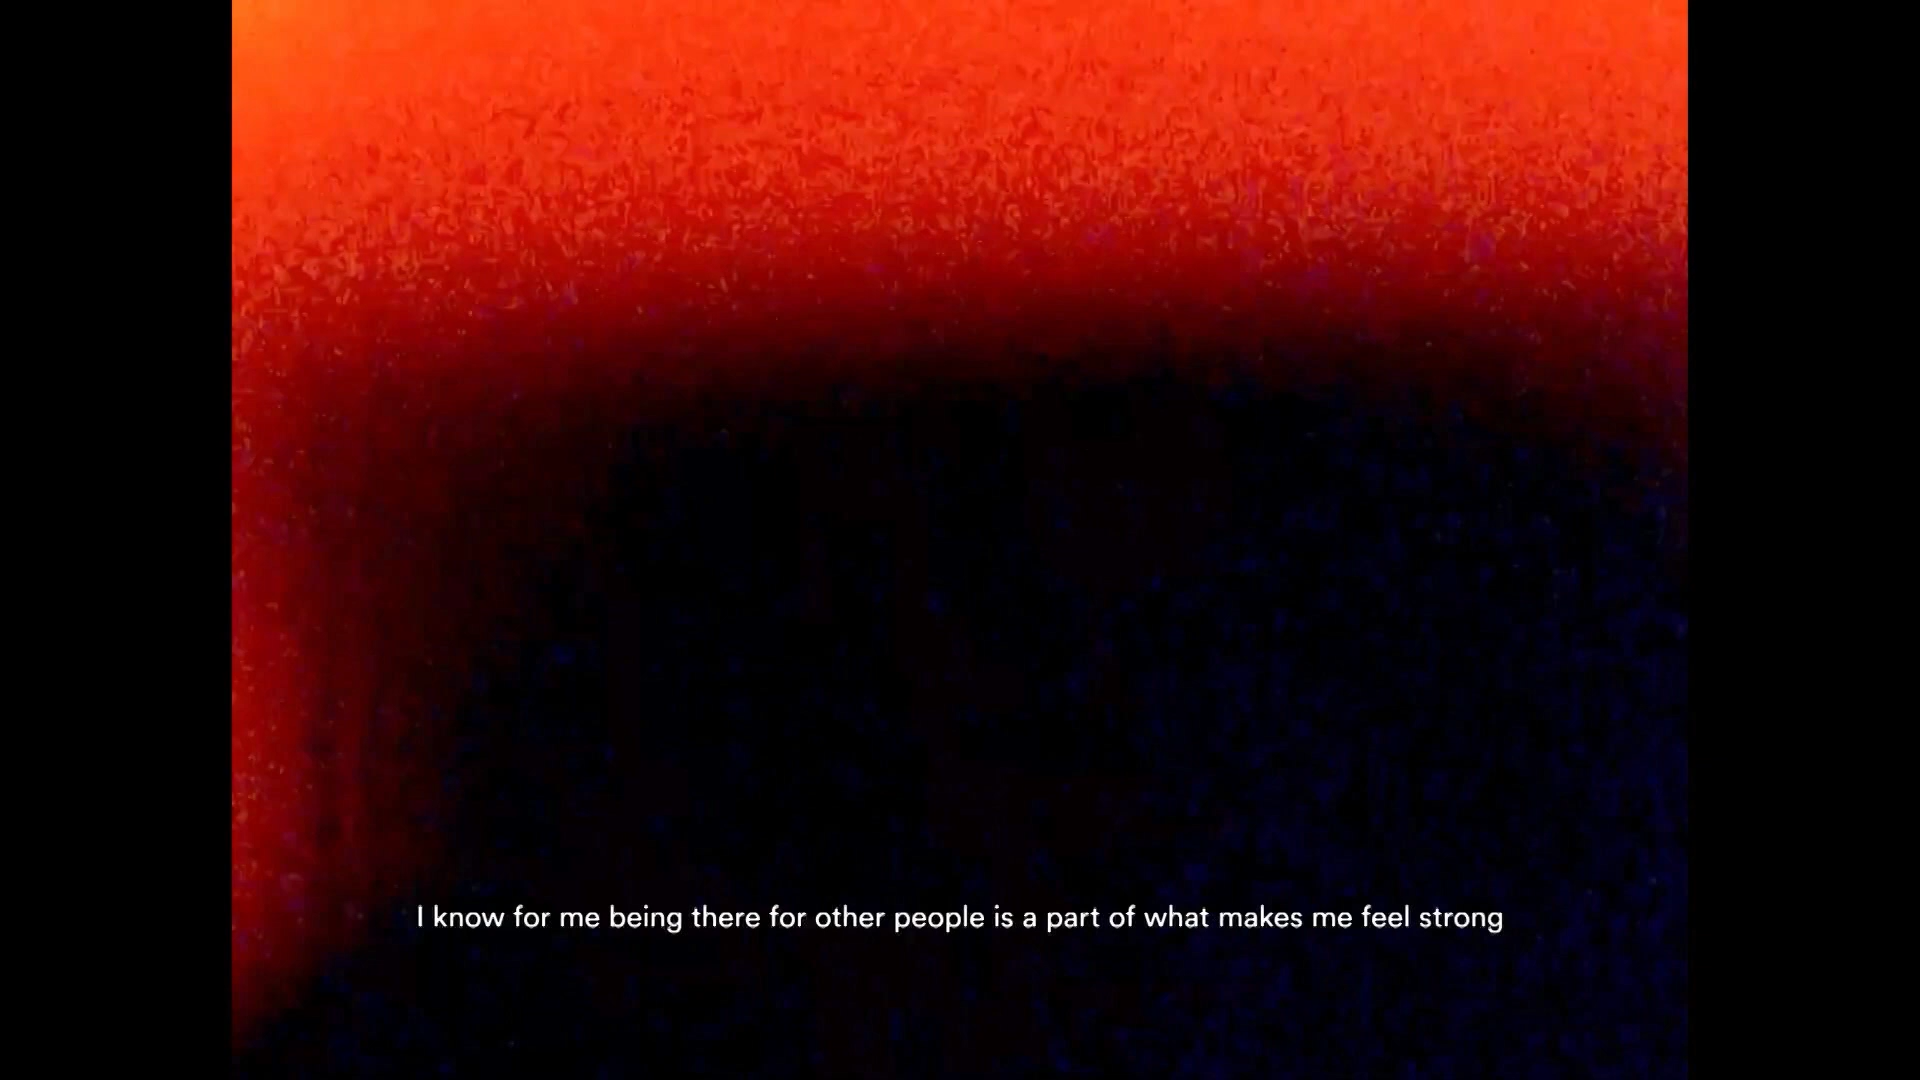 I know for me being there for other people is a part of what makes me feel strong